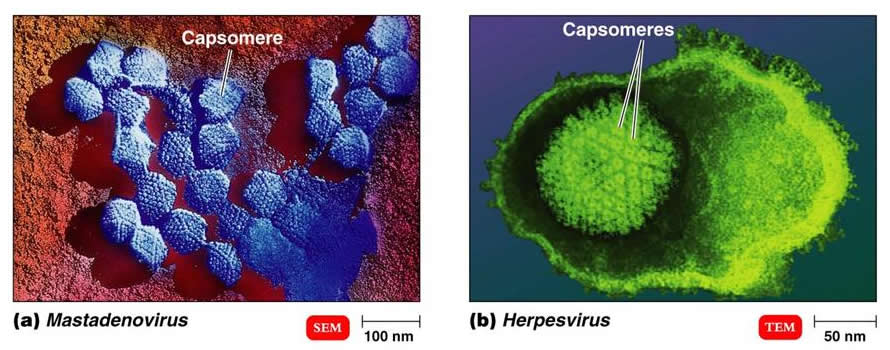 Capsomere
(a) Mastadenovirus
SEM
100 nm
Capsomeres
(b) Herpesvirus
TEM
50 nm